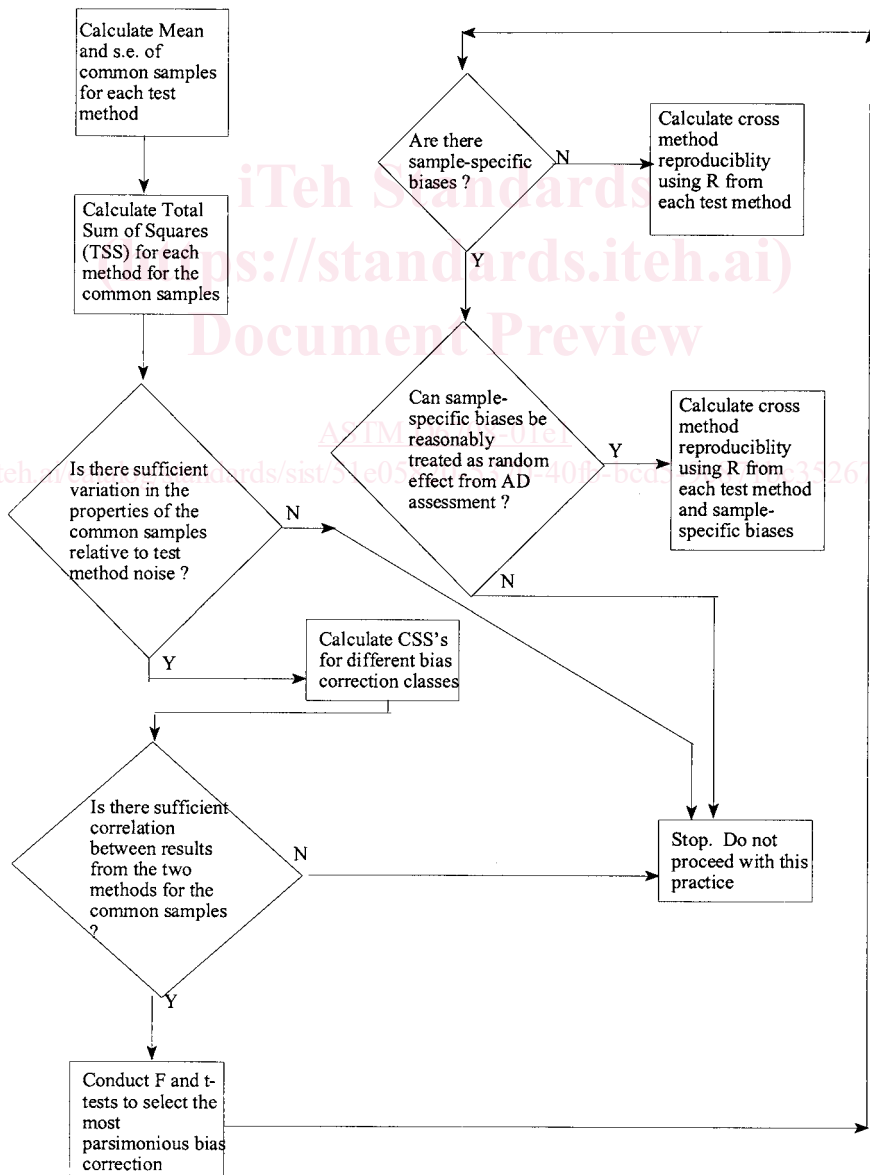 Calculate Mean
and s.e. of
common samples
for each test
method
Calculate Total
Sum of Squares
(TSS) for each
method for the
common samples
Is there sufficient
variation in the
properties of the
common samples
relative to test
method noise ?
N
Y
Calculate CSS's
for different bias
correction classes
Is there sufficient
correlation
between results
from the two
methods for the
common samples
?
N
Y
Conduct F and t-
tests to select the
most
parsimonious bias
correction
Are there
sample-specific
biases ?
N
Y
Calculate cross
method
reproduciblity
using R from
each test method
Can sample-
specific biases be
reasonably
treated as random
effect from AD
assessment ?
Y
N
Calculate cross
method
reproduciblity
using R from
each test method
and sample-
specific biases
Stop. Do not
proceed with this
practice
iTeh Standards
(https://standards.iteh.ai)
Document Preview
ASTM